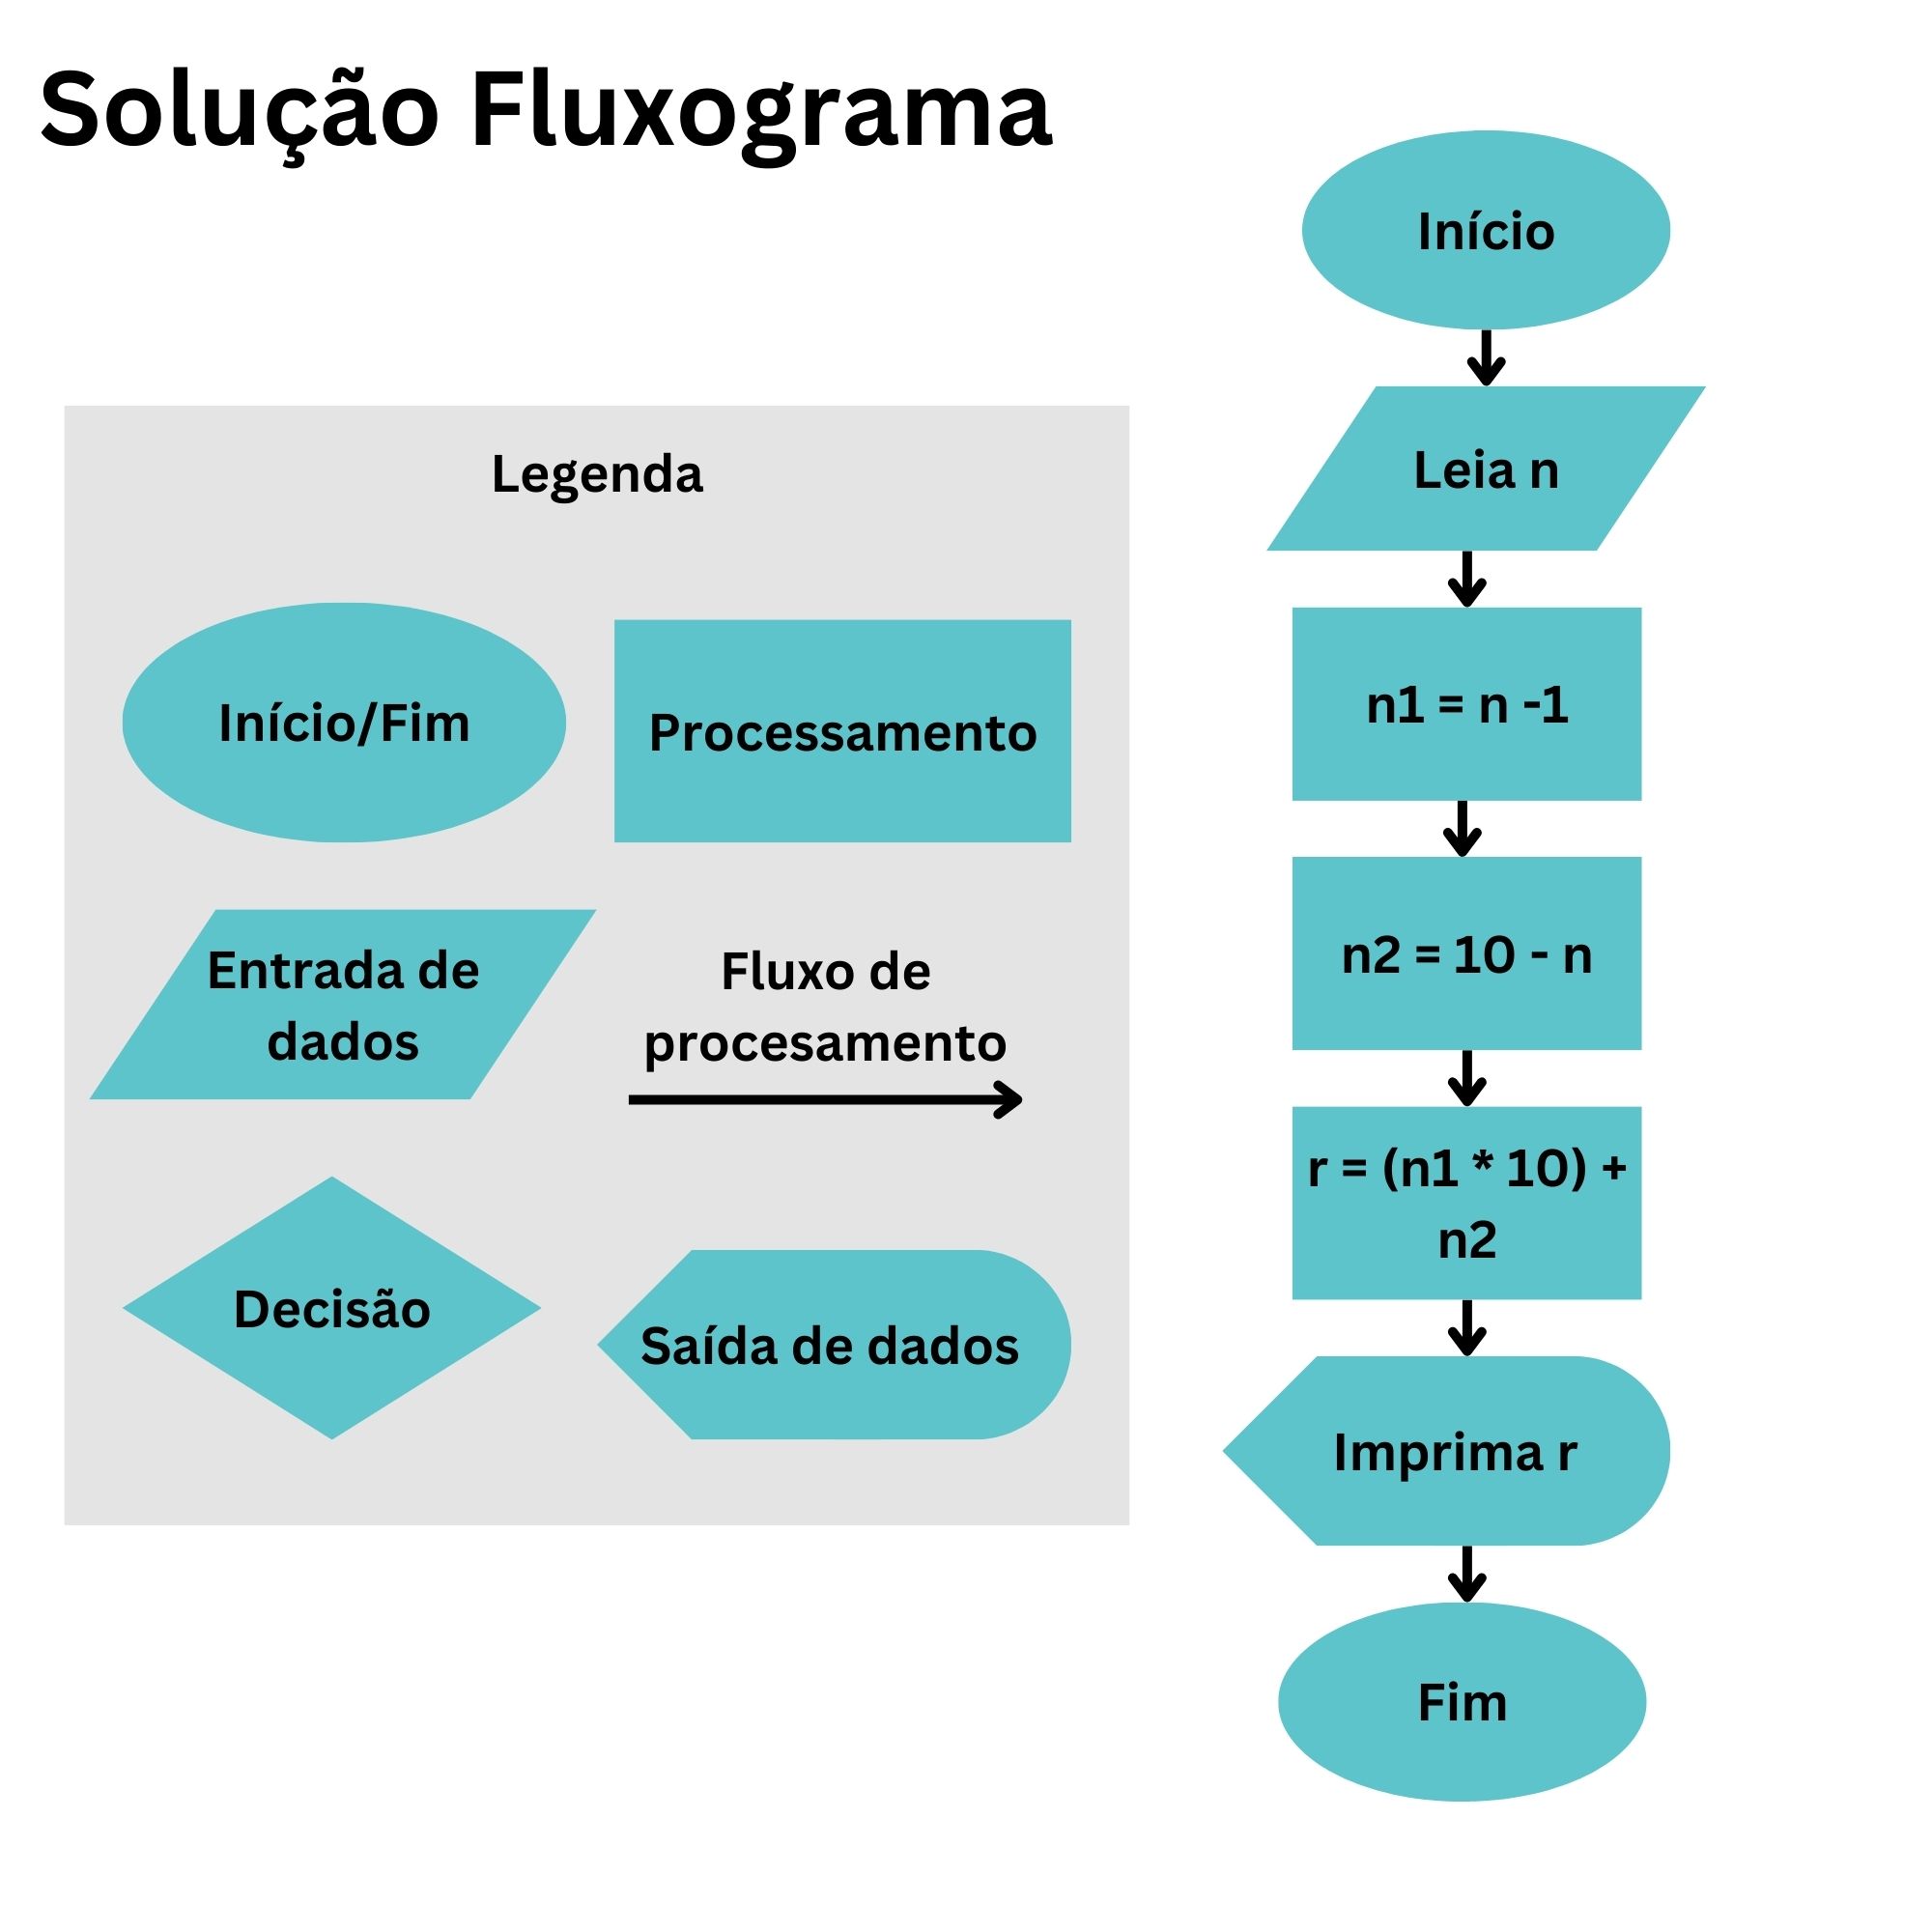 Solução Fluxograma
Legenda
Início/Fim
Processamento
Entrada de
dados
Fluxo de
procesamento
Decisão
Saída de dados
Início
Leia n
n1 = n -1
n2 = 10 - n
r = (n1 * 10) +
n2
Imprima r
Fim